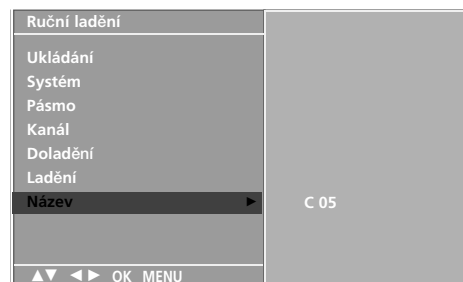 Ruční ladění
Ukládání
Systém
Pásmo
Kanál
Doladění
Ladění
Název ► C 05
▲▼ ◄► OK MENU